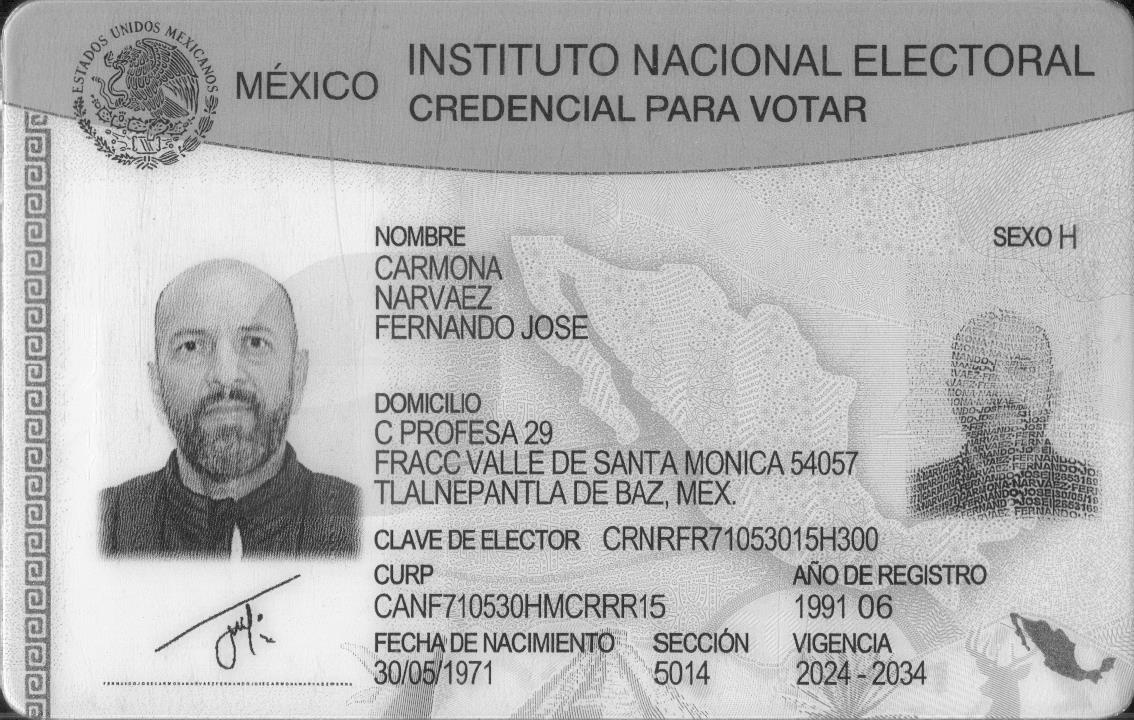 ESTADOS UNIDOS MEXICANOS
MÉXICO
INSTITUTO NACIONAL ELECTORAL
CREDENCIAL PARA VOTAR
NOMBRE
SEXO H
CARMONA
NARVAEZ
FERNANDO JOSE
DOMICILIO
C PROFESA 29
FRACC VALLE DE SANTA MONICA 54057
TLALNEPANTLA DE BAZ, MEX.
CLAVE DE ELECTOR CRNRFR71053015H300
CURP
AÑO DE REGISTRO
CANF710530HMCRRR15
1991 06
FECHA DE NACIMIENTO SECCIÓN VIGENCIA
30/05/1971 5014 2024 - 2034